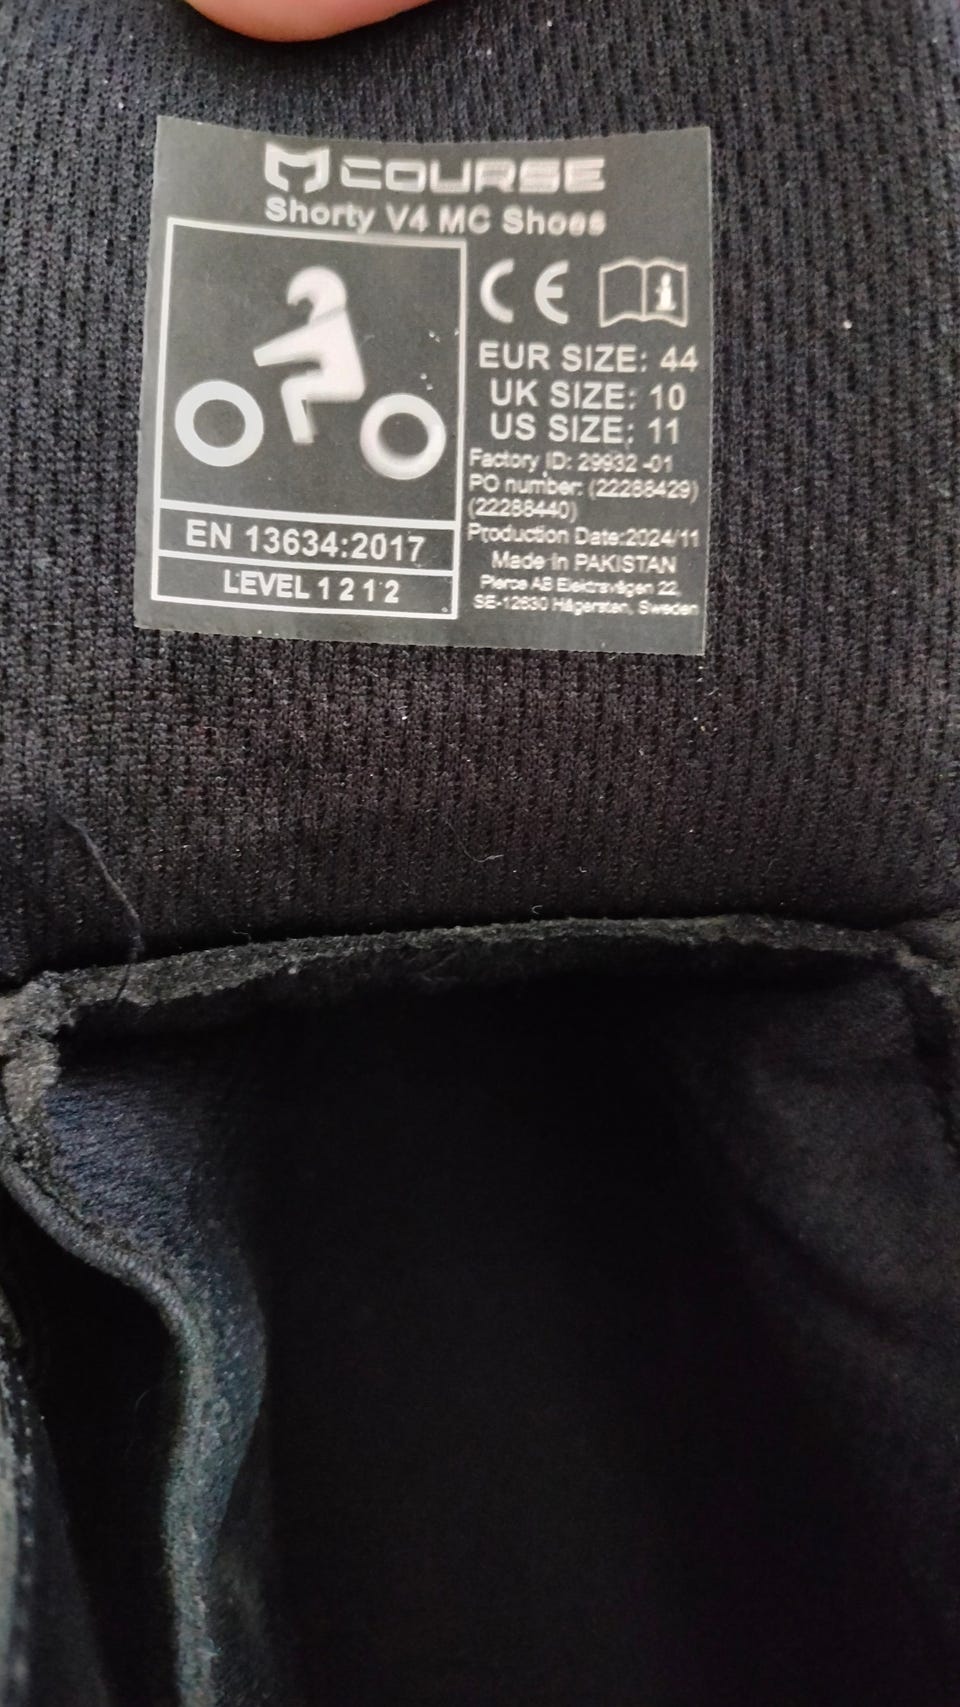 COURSE
Shorty V4 MC Shoes
CE
EUR SIZE: 44
UK SIZE: 10
US SIZE: 11
Factory ID: 29932 -01
PO number: (22288429)
(22288440)
Production Date:2024/11
Made in PAKISTAN
Pierce AB Elektravägen 22,
SE-12630 Hägersten, Sweden
EN 13634:2017
LEVEL 1 2 1 2